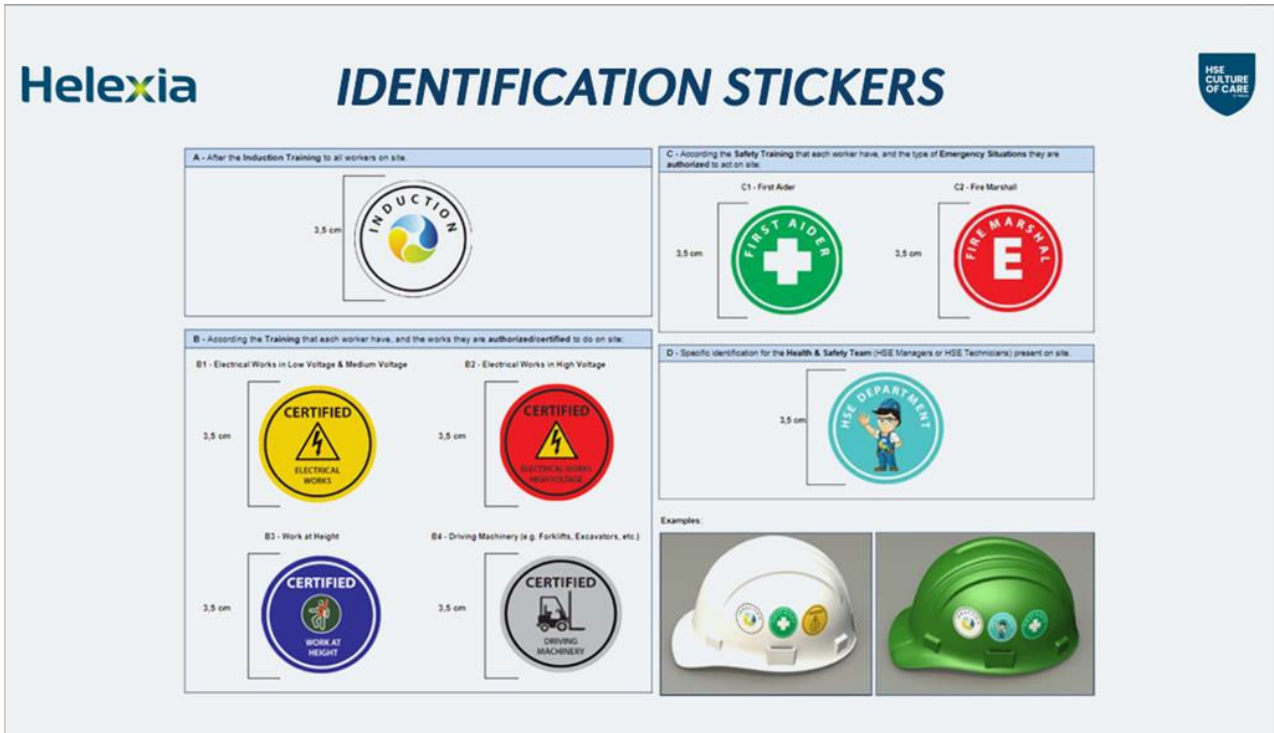 Helexia
IDENTIFICATION STICKERS
HSE
CULTURE
OF CARE
A - After the Induction Training to all workers on site.
3,5 cm
INDUCTION
B - According the Training that each worker have, and the works they are authorized/certified to do on site:
B1 - Electrical Works in Low Voltage & Medium Voltage
3,5 cm
CERTIFIED
ELECTRICAL
WORKS
B2 - Electrical Works in High Voltage
3,5 cm
CERTIFIED
ELECTRICAL WORKS
HIGH VOLTAGE
B3 - Work at Height
3,5 cm
CERTIFIED
WORK AT
HEIGHT
B4 - Driving Machinery (e.g. Forklifts, Excavators, etc.)
3,5 cm
CERTIFIED
DRIVING
MACHINERY
C - According the Safety Training that each worker have, and the type of Emergency Situations they are
authorized to act on site:
C1 - First Aider
3,5 cm
FIRST AIDER
C2 - Fire Marshall
3,5 cm
FIRE MARSHAL
E
D - Specific identification for the Health & Safety Team (HSE Managers or HSE Technicians) present on site.
3,5 cm
HSE DEPARTMENT
Examples: